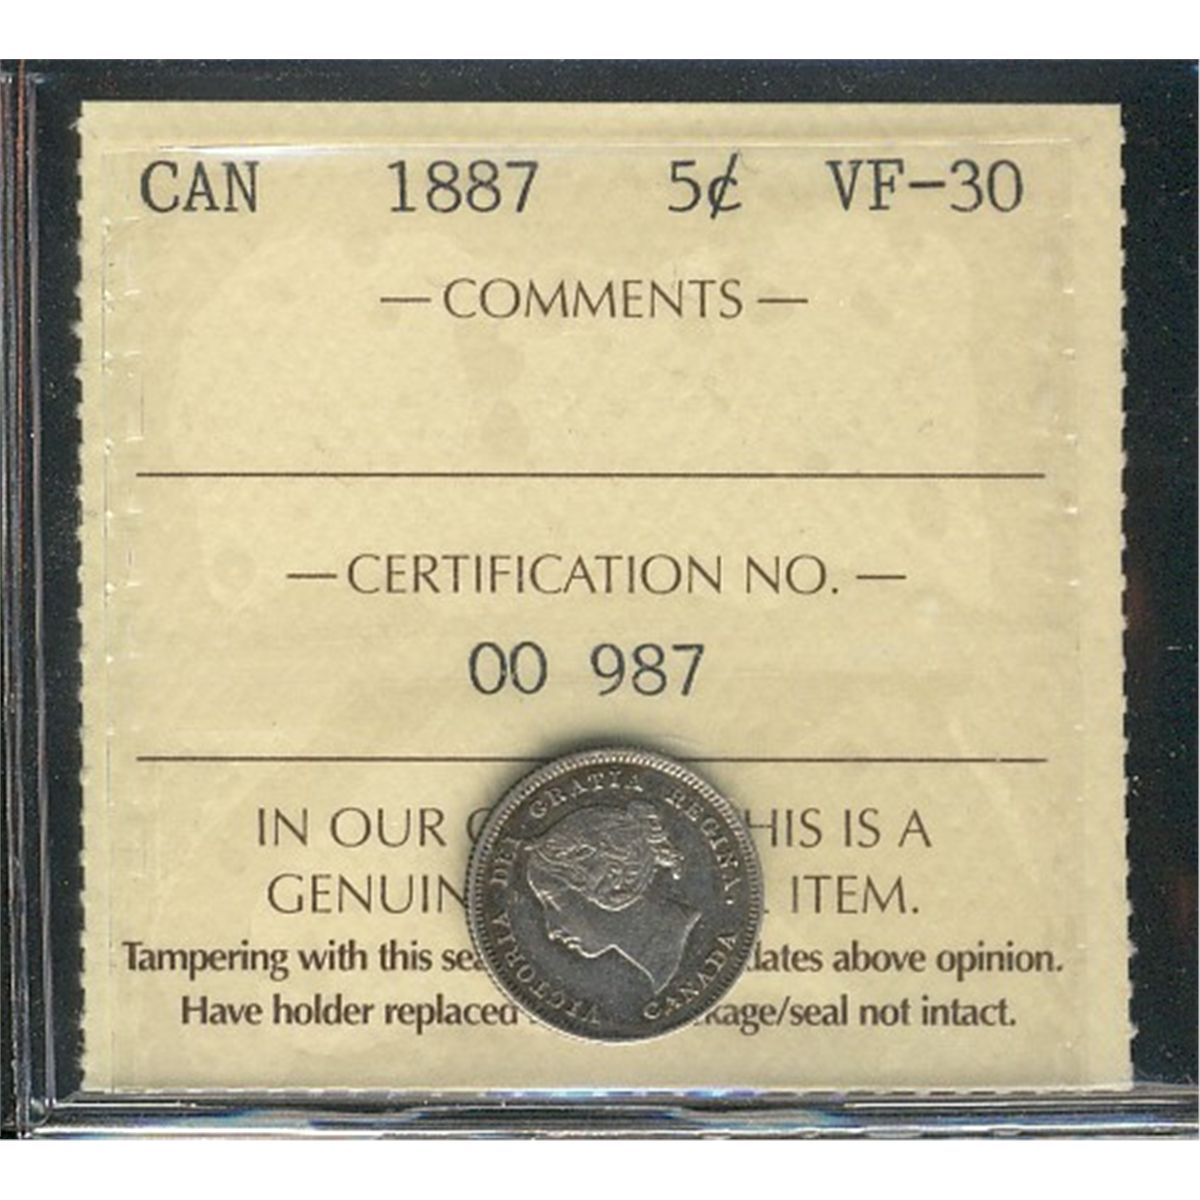 CAN 1887 5¢ VF-30
— COMMENTS —
— CERTIFICATION NO. —
00 987
IN OUR HIS IS A
GENUIN ITEM.
Tampering with this sea dates above opinion.
Have holder replaced kage/seal not intact.
VICTORIA DEI GRATIA REGINA.
CANADA